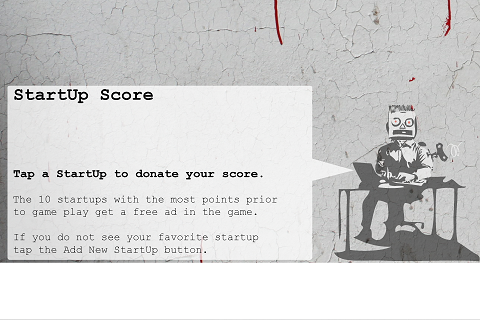 StartUp Score
Tap a StartUp to donate your score.
The 10 startups with the most points prior
to game play get a free ad in the game.
If you do not see your favorite startup
tap the Add New StartUp button.